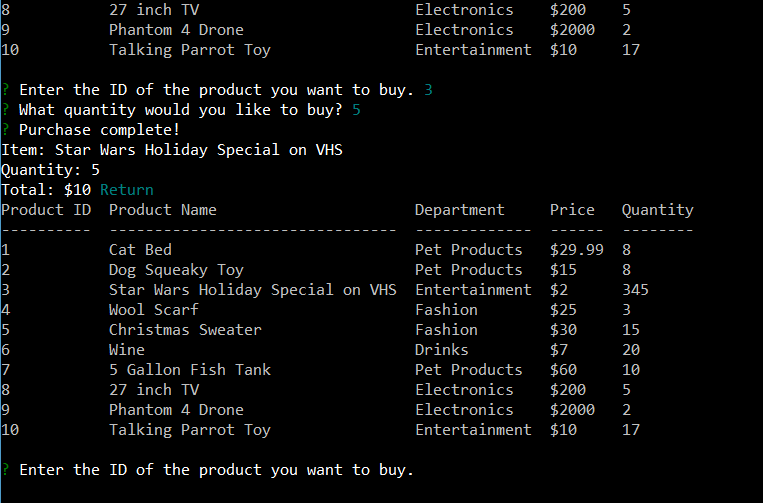 8           27 inch TV                        Electronics    $200    5
9           Phantom 4 Drone                   Electronics    $2000   2
10          Talking Parrot Toy                Entertainment  $10     17
? Enter the ID of the product you want to buy. 3
? What quantity would you like to buy? 5
? Purchase complete!
Item: Star Wars Holiday Special on VHS
Quantity: 5
Total: $10 Return
Product ID  Product Name                      Department     Price   Quantity
----------  --------------------------------  -------------  ------  --------
1           Cat Bed                           Pet Products   $29.99  8
2           Dog Squeaky Toy                   Pet Products   $15     8
3           Star Wars Holiday Special on VHS  Entertainment  $2      345
4           Wool Scarf                        Fashion        $25     3
5           Christmas Sweater                 Fashion        $30     15
6           Wine                              Drinks         $7      20
7           5 Gallon Fish Tank                Pet Products   $60     10
8           27 inch TV                        Electronics    $200    5
9           Phantom 4 Drone                   Electronics    $2000   2
10          Talking Parrot Toy                Entertainment  $10     17
? Enter the ID of the product you want to buy.